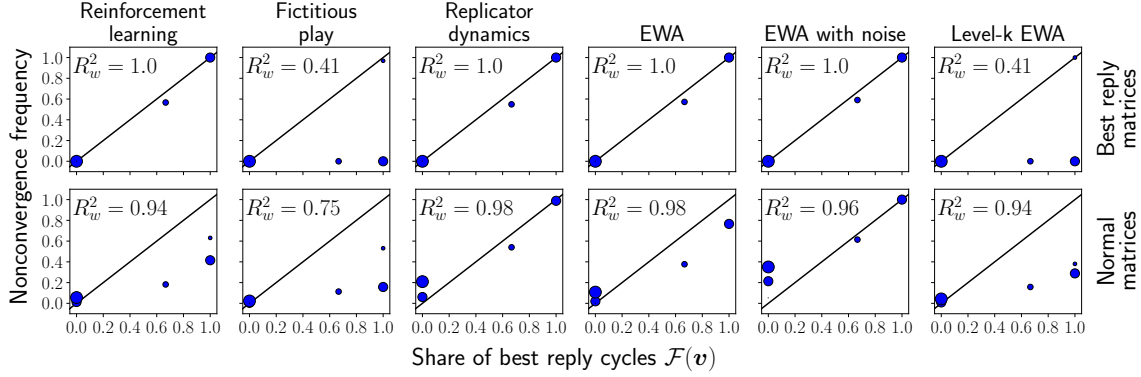 Reinforcement learning
Fictitious play
Replicator dynamics
EWA
EWA with noise
Level-k EWA
Nonconvergence frequency
1.0
0.8
0.6
0.4
0.2
0.0
R²_w = 1.0
R²_w = 0.41
R²_w = 1.0
R²_w = 1.0
R²_w = 1.0
R²_w = 0.41
Best reply matrices
1.0
0.8
0.6
0.4
0.2
0.0
R²_w = 0.94
R²_w = 0.75
R²_w = 0.98
R²_w = 0.98
R²_w = 0.96
R²_w = 0.94
Normal matrices
0.0 0.2 0.4 0.6 0.8 1.0
0.0 0.2 0.4 0.6 0.8 1.0
0.0 0.2 0.4 0.6 0.8 1.0
0.0 0.2 0.4 0.6 0.8 1.0
0.0 0.2 0.4 0.6 0.8 1.0
0.0 0.2 0.4 0.6 0.8 1.0
Share of best reply cycles 𝓕(𝒗)